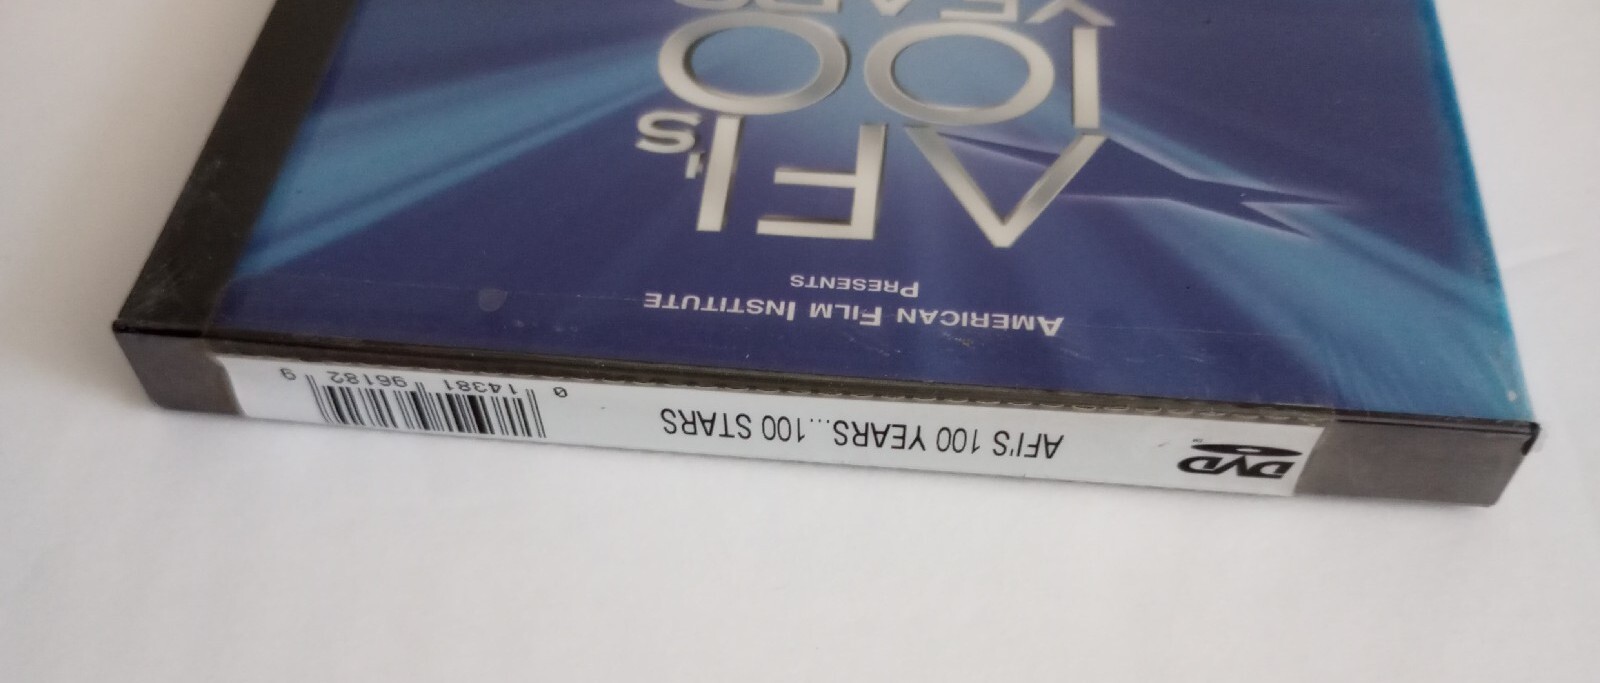 AMERICAN FILM INSTITUTE
PRESENTS
AFI's
100
YEARS
DVD
AFI'S 100 YEARS...100 STARS
0 14381 96182 9